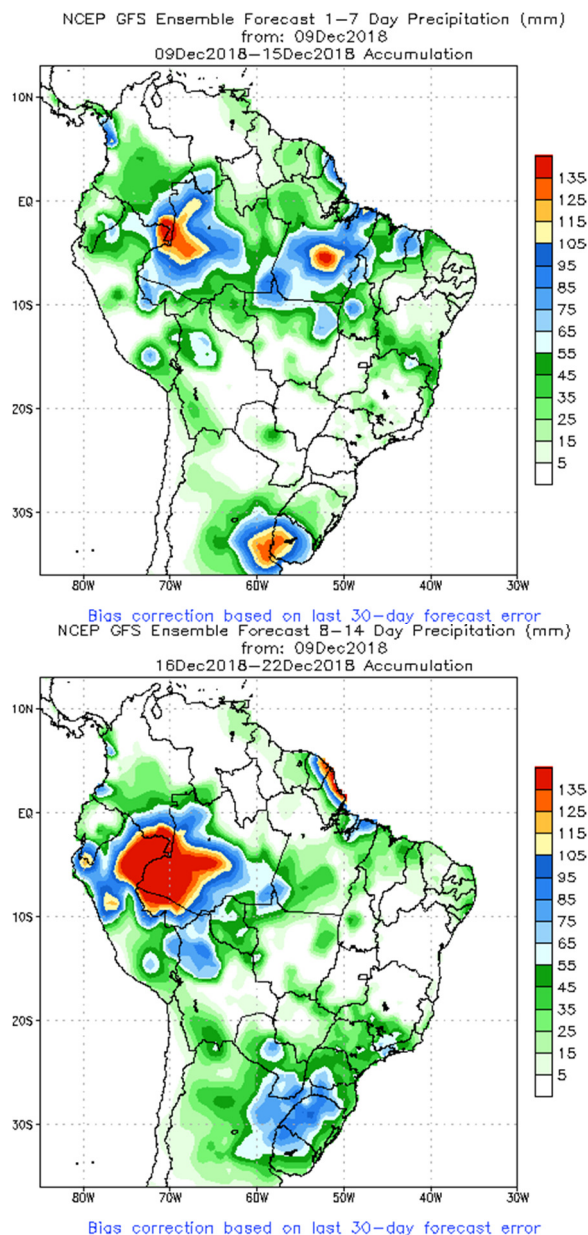 NCEP GFS Ensemble Forecast 1–7 Day Precipitation (mm)
from: 09Dec2018
09Dec2018–15Dec2018 Accumulation
10N
EQ
10S
20S
30S
80W 70W 60W 50W 40W 30W
135
125
115
105
95
85
75
65
55
45
35
25
15
5
Bias correction based on last 30–day forecast error
NCEP GFS Ensemble Forecast 8–14 Day Precipitation (mm)
from: 09Dec2018
16Dec2018–22Dec2018 Accumulation
10N
EQ
10S
20S
30S
80W 70W 60W 50W 40W 30W
135
125
115
105
95
85
75
65
55
45
35
25
15
5
Bias correction based on last 30–day forecast error